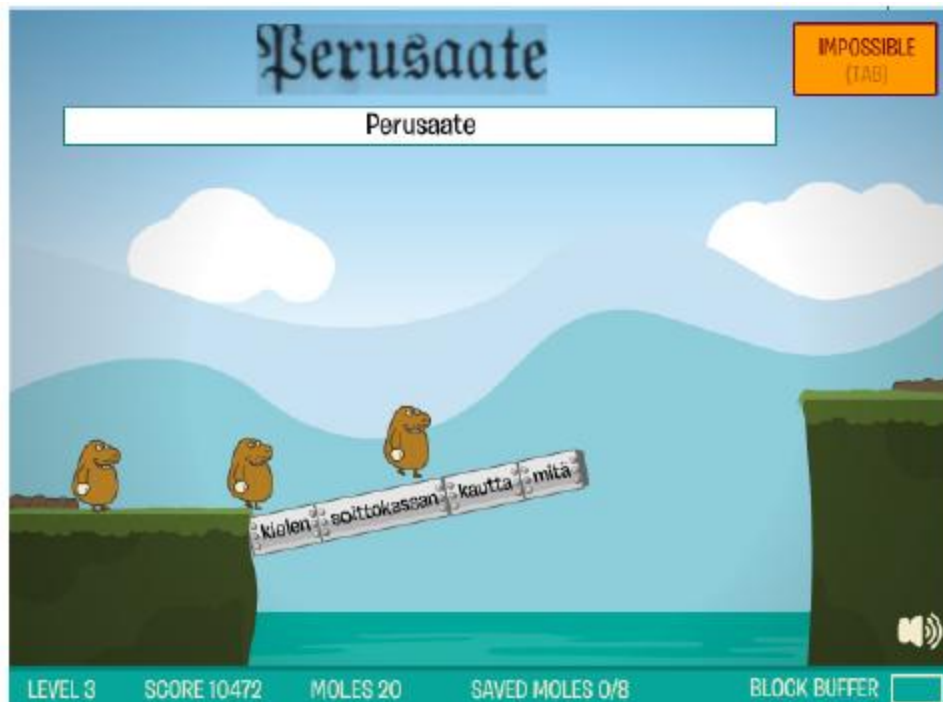 Perusaate
IMPOSSIBLE
(TAB)
Perusaate
kielen soittokassan kautta mitä
LEVEL 3 SCORE 10472 MOLES 20 SAVED MOLES 0/8 BLOCK BUFFER